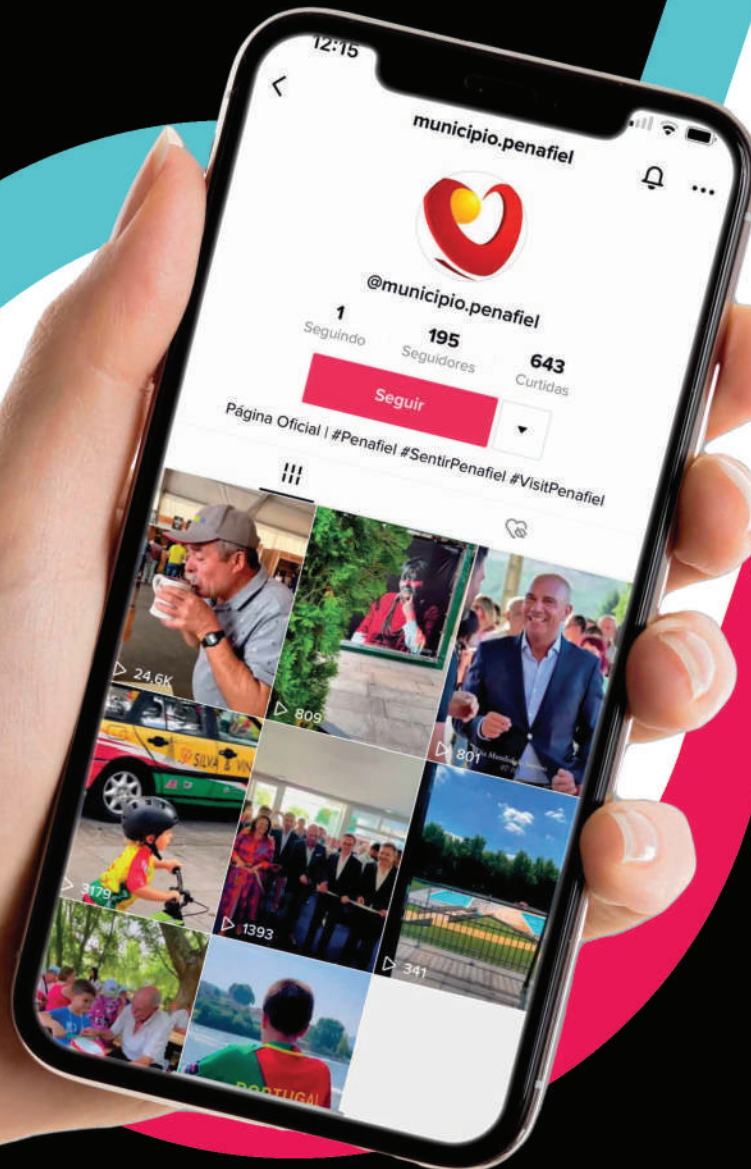 12:15
municipio.penafiel
@municipio.penafiel
1
Seguindo
195
Seguidores
643
Curtidas
Seguir
Página Oficial | #Penafiel #SentirPenafiel #VisitPenafiel
24,6K
809
801
SILVA & VIN
3179
1393
341
PORTUGAL